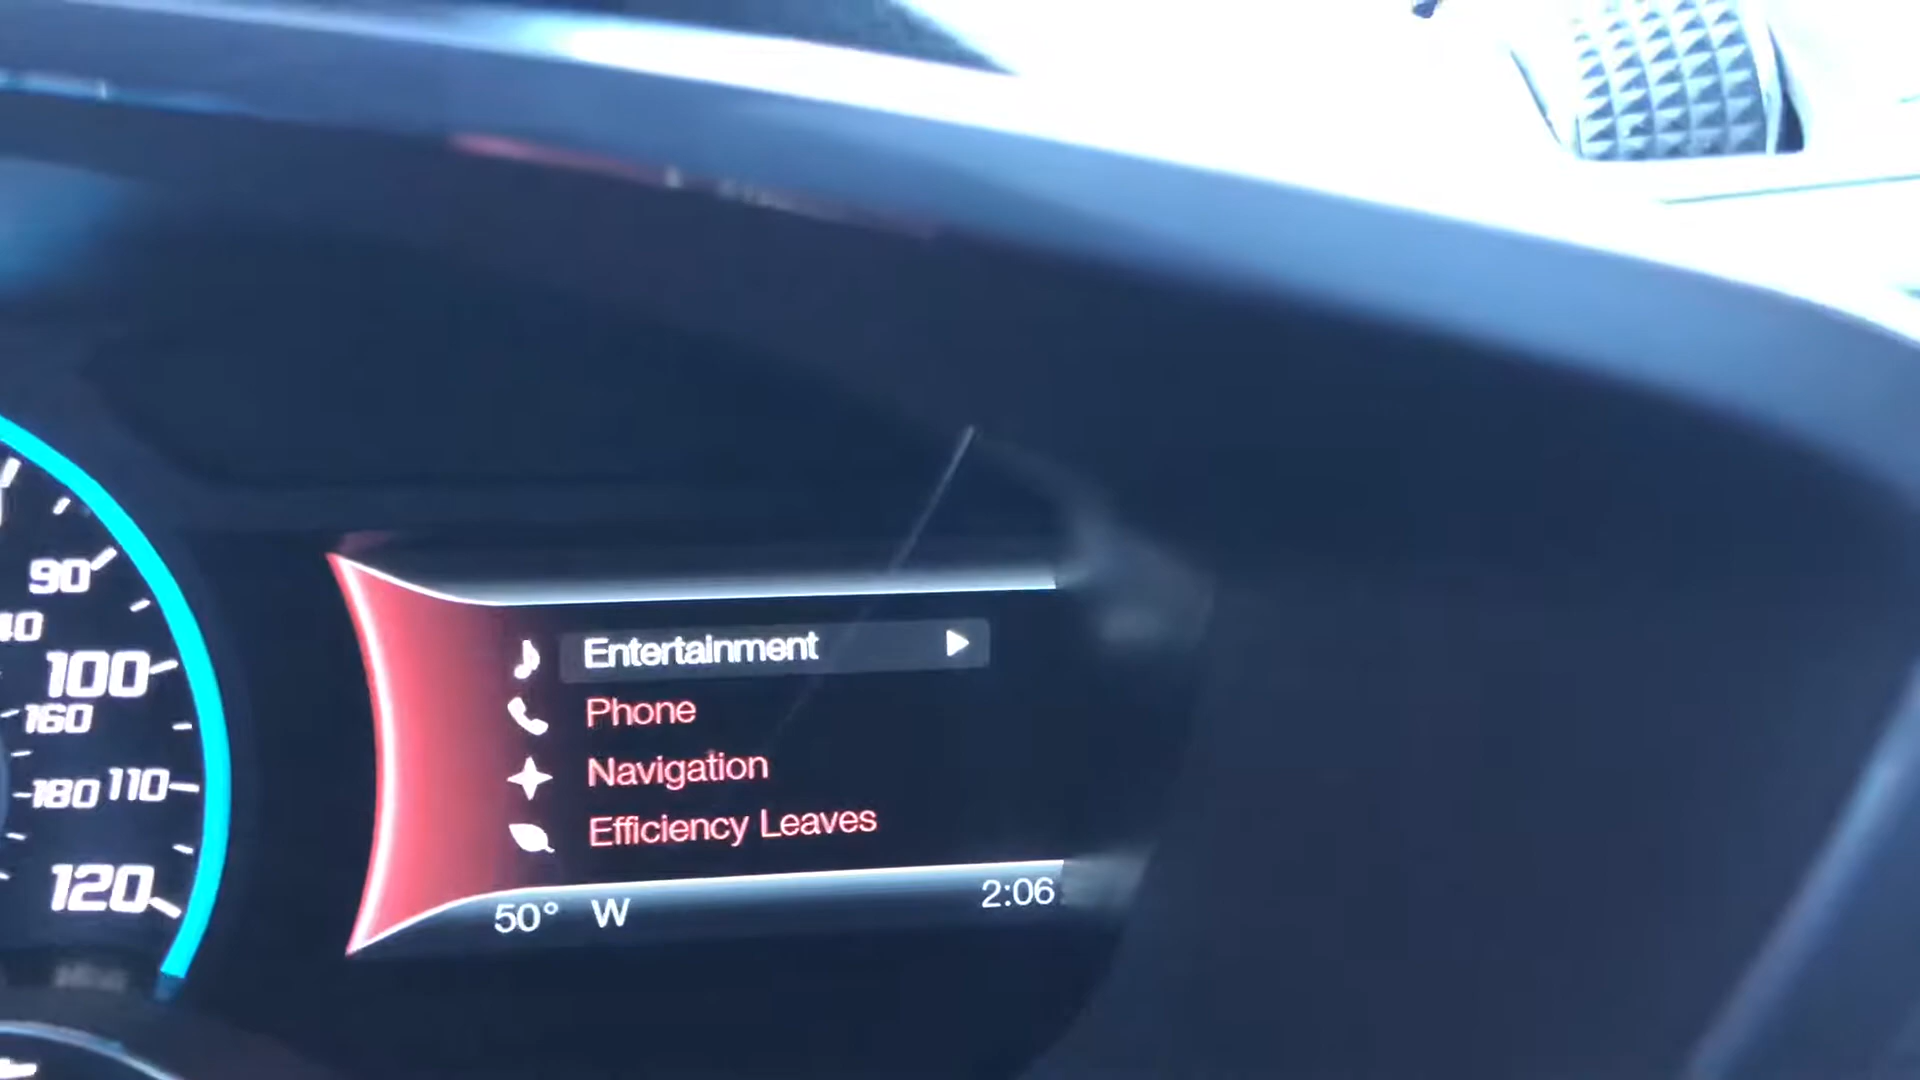 90
100
160
180
110
120
Entertainment
Phone
Navigation
Efficiency Leaves
50° W
2:06